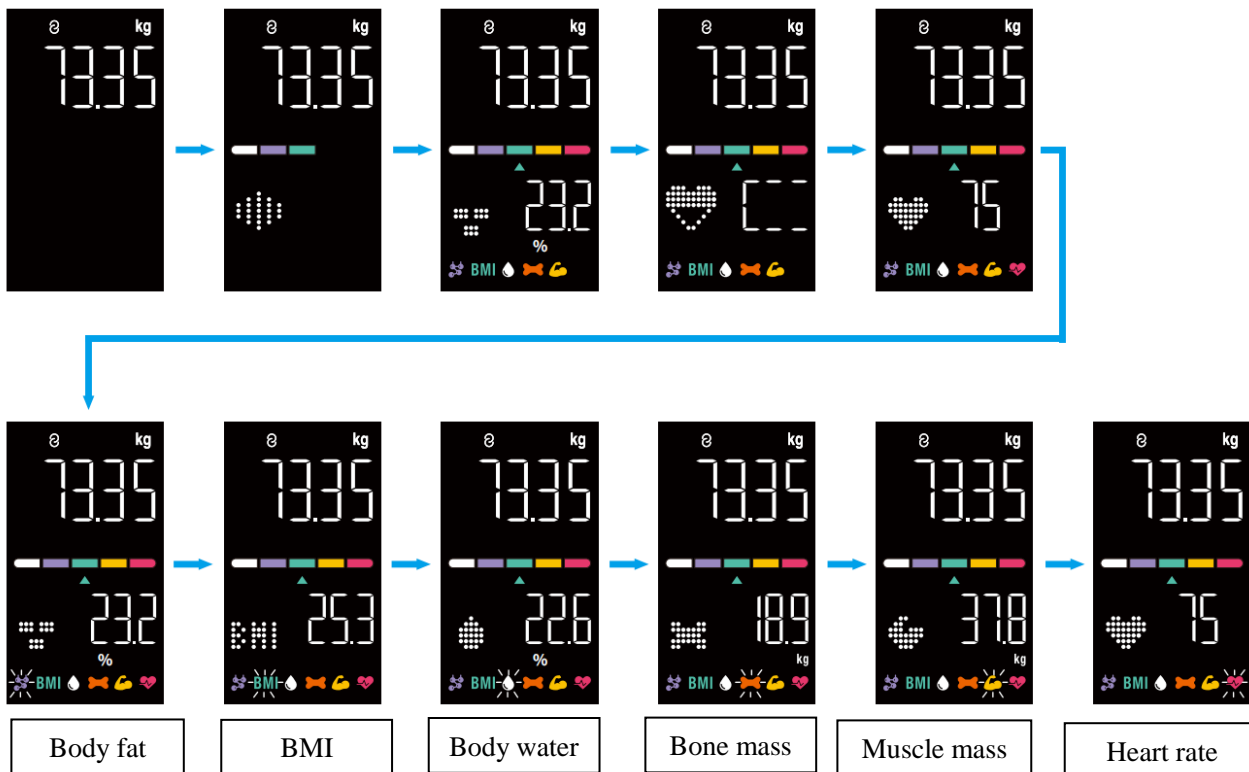 kg
73.35
kg
73.35
kg
73.35
23.2
%
BMI
kg
73.35
BMI
kg
73.35
75
BMI
kg
73.35
23.2
%
BMI
Body fat
kg
73.35
BMI 25.3
BMI
BMI
kg
73.35
22.6
%
BMI
Body water
kg
73.35
18.9
kg
BMI
Bone mass
kg
73.35
37.8
kg
BMI
Muscle mass
kg
73.35
75
BMI
Heart rate